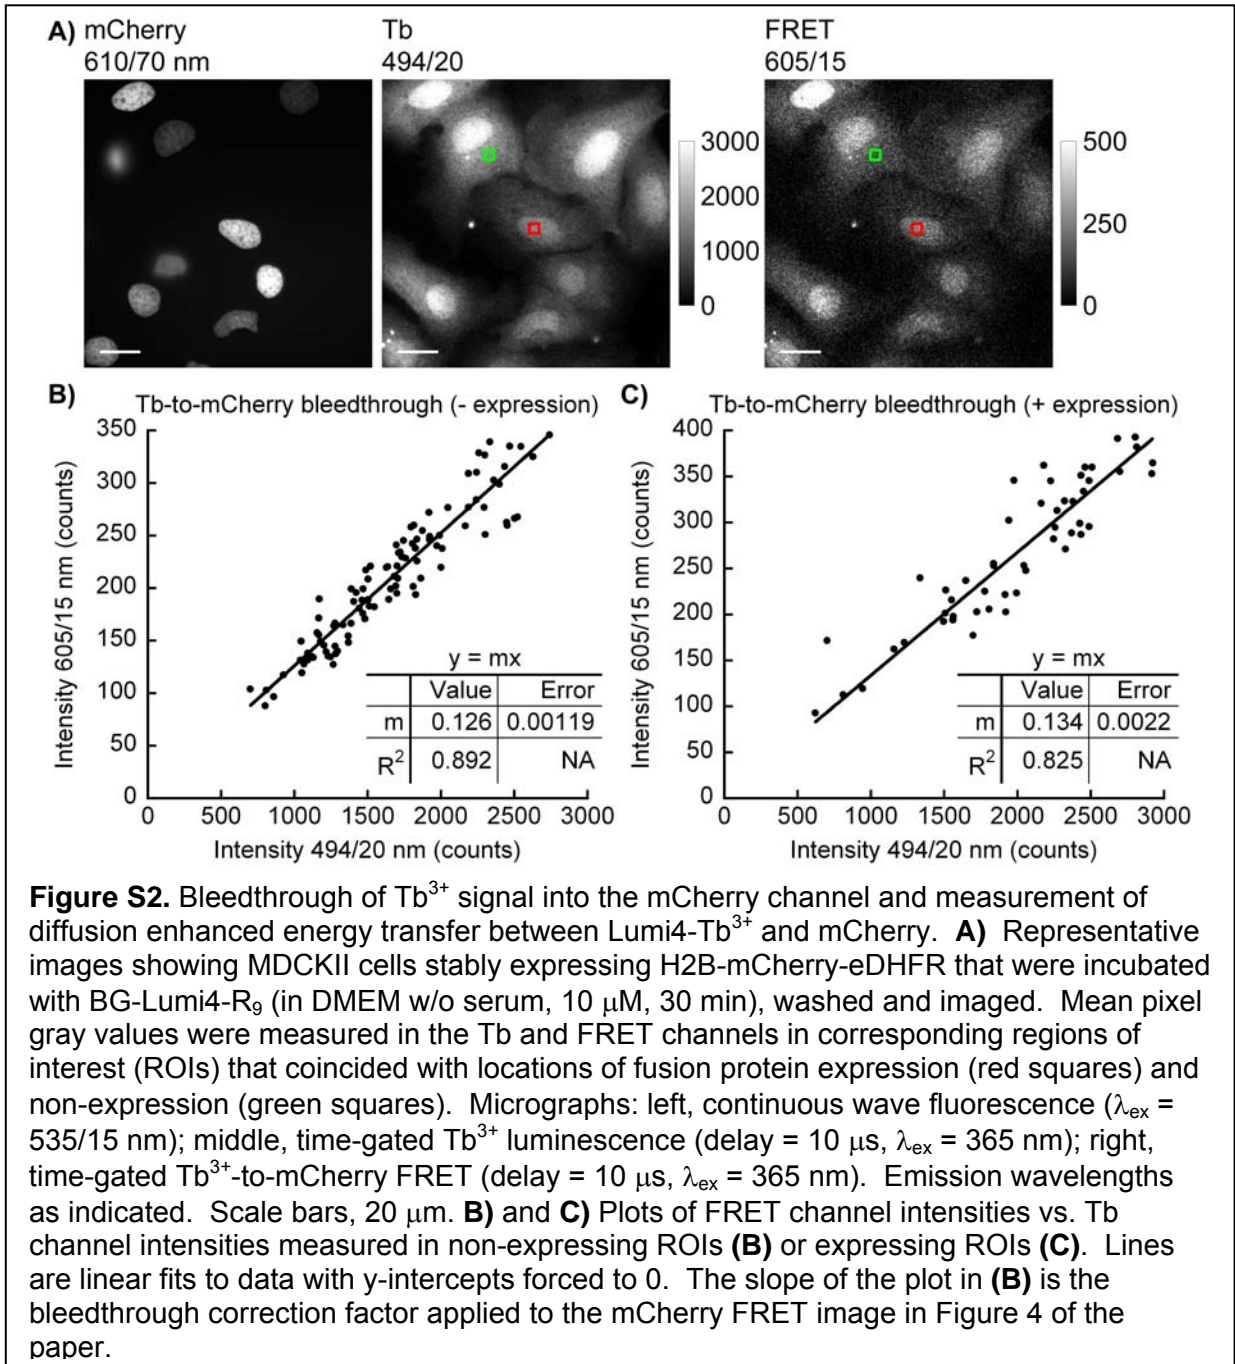 A) mCherry
610/70 nm
Tb
494/20
FRET
605/15
3000
2000
1000
0
500
250
0
B) Tb-to-mCherry bleedthrough (- expression)
Intensity 605/15 nm (counts)
350
300
250
200
150
100
50
0
y = mx
Value Error
m 0.126 0.00119
R² 0.892 NA
0 500 1000 1500 2000 2500 3000
Intensity 494/20 nm (counts)
C) Tb-to-mCherry bleedthrough (+ expression)
Intensity 605/15 nm (counts)
400
350
300
250
200
150
100
50
0
y = mx
Value Error
m 0.134 0.0022
R² 0.825 NA
0 500 1000 1500 2000 2500 3000
Intensity 494/20 nm (counts)
Figure S2. Bleedthrough of Tb³⁺ signal into the mCherry channel and measurement of
diffusion enhanced energy transfer between Lumi4-Tb³⁺ and mCherry. A) Representative
images showing MDCKII cells stably expressing H2B-mCherry-eDHFR that were incubated
with BG-Lumi4-R₉ (in DMEM w/o serum, 10 μM, 30 min), washed and imaged. Mean pixel
gray values were measured in the Tb and FRET channels in corresponding regions of
interest (ROIs) that coincided with locations of fusion protein expression (red squares) and
non-expression (green squares). Micrographs: left, continuous wave fluorescence (λex =
535/15 nm); middle, time-gated Tb³⁺ luminescence (delay = 10 μs, λex = 365 nm); right,
time-gated Tb³⁺-to-mCherry FRET (delay = 10 μs, λex = 365 nm). Emission wavelengths
as indicated. Scale bars, 20 μm. B) and C) Plots of FRET channel intensities vs. Tb
channel intensities measured in non-expressing ROIs (B) or expressing ROIs (C). Lines
are linear fits to data with y-intercepts forced to 0. The slope of the plot in (B) is the
bleedthrough correction factor applied to the mCherry FRET image in Figure 4 of the
paper.